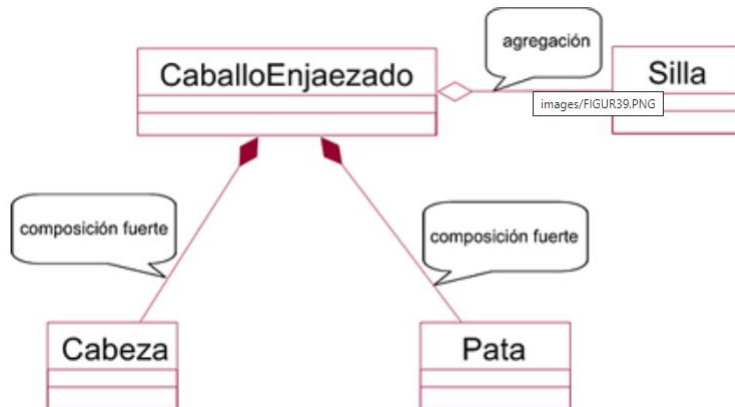 agregación
CaballoEnjaezado
Silla
images/FIGUR39.PNG
composición fuerte
composición fuerte
Cabeza
Pata